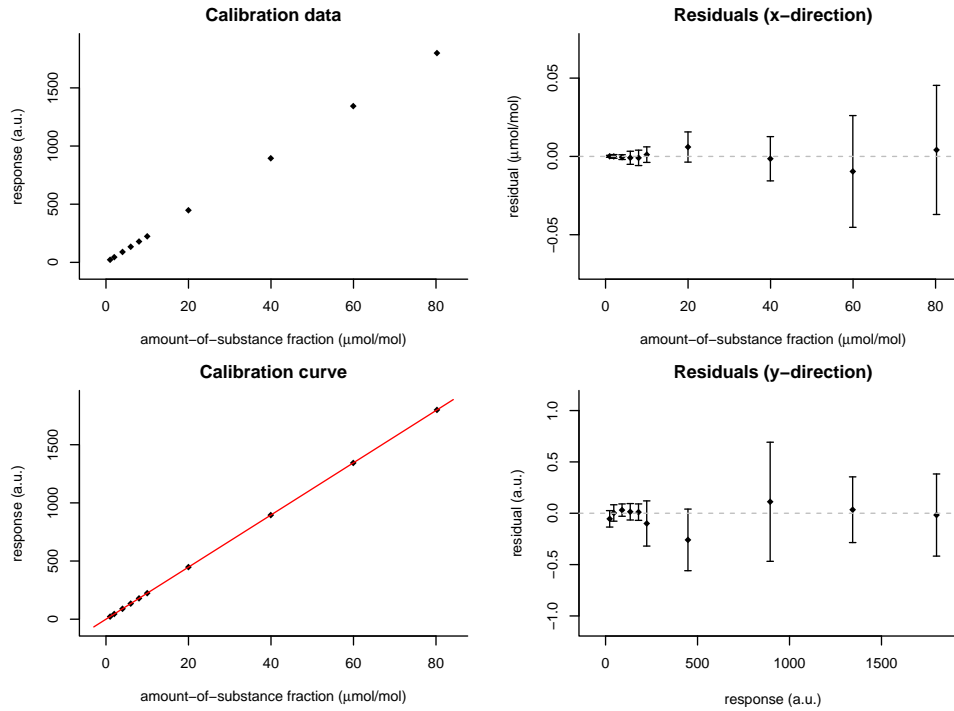 Calibration data
response (a.u.)
0
500
1000
1500
0
20
40
60
80
amount−of−substance fraction (μmol/mol)
Residuals (x−direction)
residual (μmol/mol)
−0.05
0.00
0.05
0
20
40
60
80
amount−of−substance fraction (μmol/mol)
Calibration curve
response (a.u.)
0
500
1000
1500
0
20
40
60
80
amount−of−substance fraction (μmol/mol)
Residuals (y−direction)
residual (a.u.)
−1.0
−0.5
0.0
0.5
1.0
0
500
1000
1500
response (a.u.)